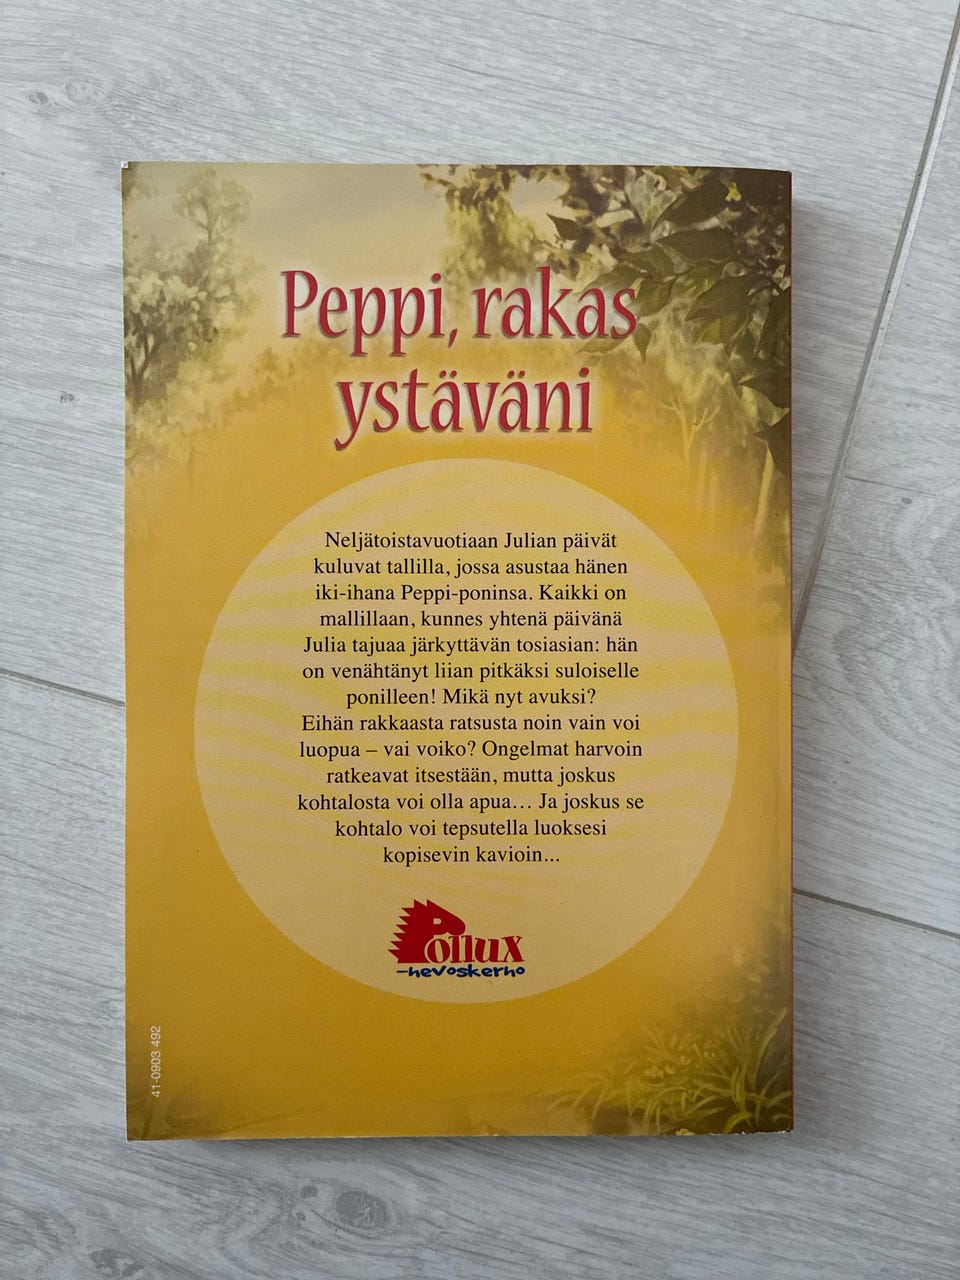 Peppi, rakas
ystäväni
Neljätoistavuotiaan Julian päivät
kuluvat tallilla, jossa asustaa hänen
iki-ihana Peppi-poninsa. Kaikki on
mallillaan, kunnes yhtenä päivänä
Julia tajuaa järkyttävän tosiasian: hän
on venähtänyt liian pitkäksi suloiselle
ponilleen! Mikä nyt avuksi?
Eihän rakkaasta ratsusta noin vain voi
luopua – vai voiko? Ongelmat harvoin
ratkeavat itsestään, mutta joskus
kohtalosta voi olla apua... Ja joskus se
kohtalo voi tepsutella luoksesi
kopisevin kavioin...
Pollux
-hevoskerho
41-0903 492